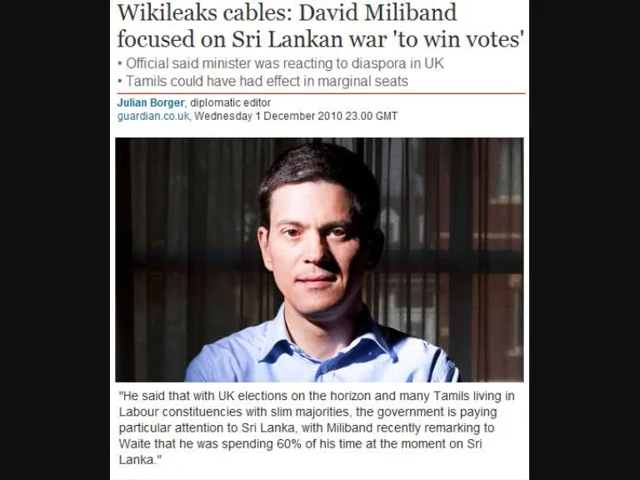 Wikileaks cables: David Miliband
focused on Sri Lankan war 'to win votes'
• Official said minister was reacting to diaspora in UK
• Tamils could have had effect in marginal seats
Julian Borger, diplomatic editor
guardian.co.uk, Wednesday 1 December 2010 23.00 GMT
"He said that with UK elections on the horizon and many Tamils living in
Labour constituencies with slim majorities, the government is paying
particular attention to Sri Lanka, with Miliband recently remarking to
Waite that he was spending 60% of his time at the moment on Sri
Lanka."